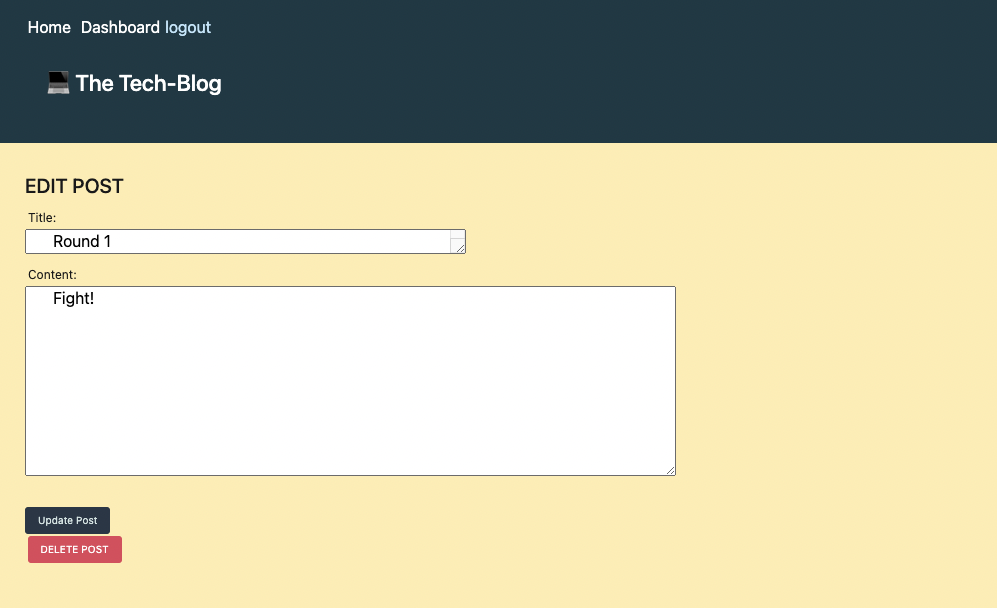 Home Dashboard logout
💻 The Tech-Blog
EDIT POST
Title:
Round 1
Content:
Fight!
Update Post
DELETE POST